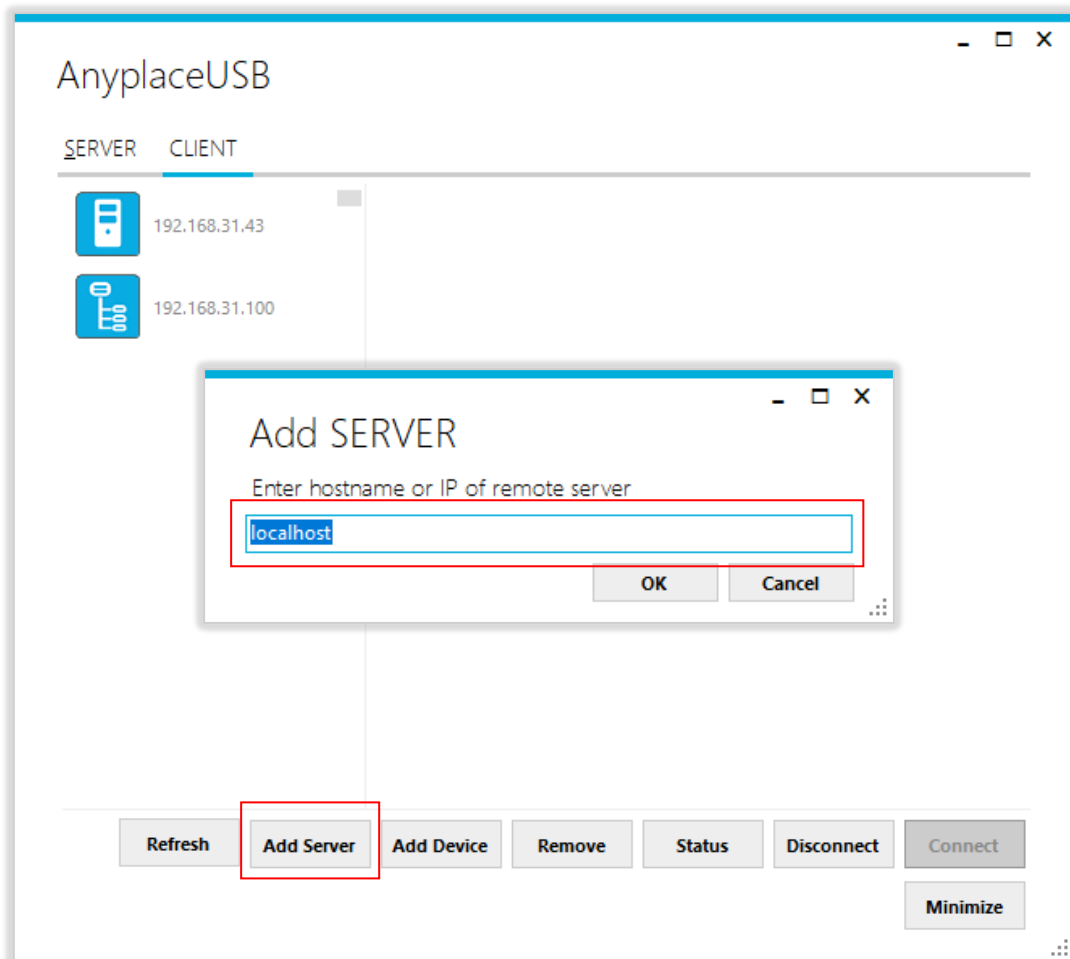 AnyplaceUSB
SERVER CLIENT
192.168.31.43
192.168.31.100
Add SERVER
Enter hostname or IP of remote server
localhost
OK Cancel
Refresh Add Server Add Device Remove Status Disconnect Connect
Minimize